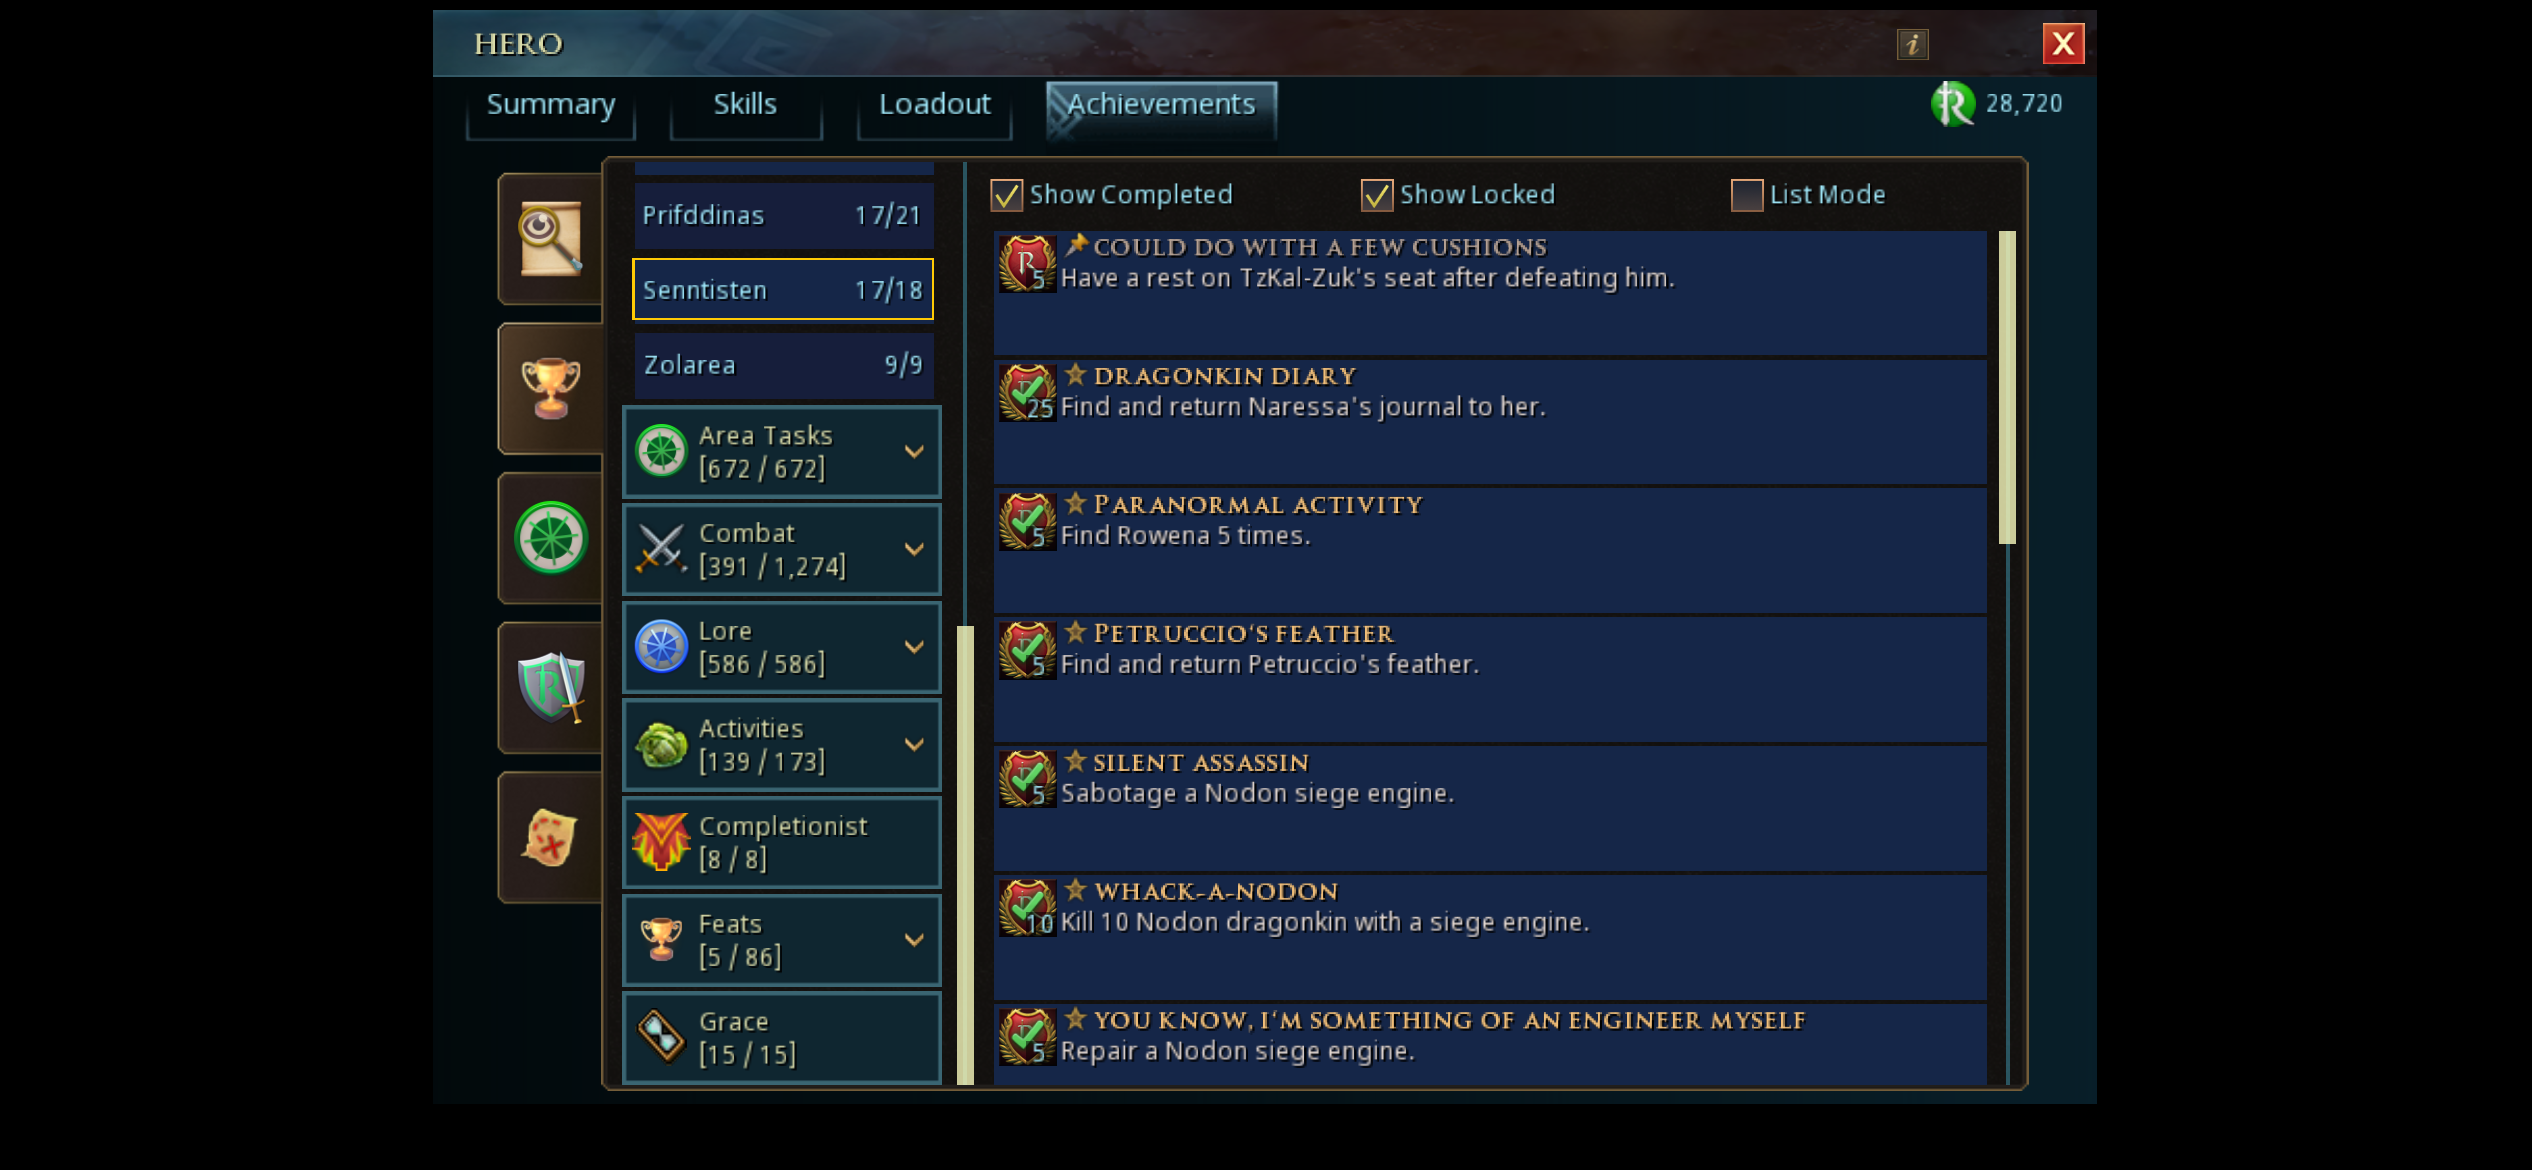 HERO
Summary
Skills
Loadout
Achievements
28,720
Prifddinas 17/21
Senntisten 17/18
Zolarea 9/9
Area Tasks
[672 / 672]
Combat
[391 / 1,274]
Lore
[586 / 586]
Activities
[139 / 173]
Completionist
[8 / 8]
Feats
[5 / 86]
Grace
[15 / 15]
Show Completed
Show Locked
List Mode
COULD DO WITH A FEW CUSHIONS
5 Have a rest on TzKal-Zuk's seat after defeating him.
DRAGONKIN DIARY
25 Find and return Naressa's journal to her.
PARANORMAL ACTIVITY
5 Find Rowena 5 times.
PETRUCCIO'S FEATHER
5 Find and return Petruccio's feather.
SILENT ASSASSIN
5 Sabotage a Nodon siege engine.
WHACK-A-NODON
10 Kill 10 Nodon dragonkin with a siege engine.
YOU KNOW, I'M SOMETHING OF AN ENGINEER MYSELF
5 Repair a Nodon siege engine.